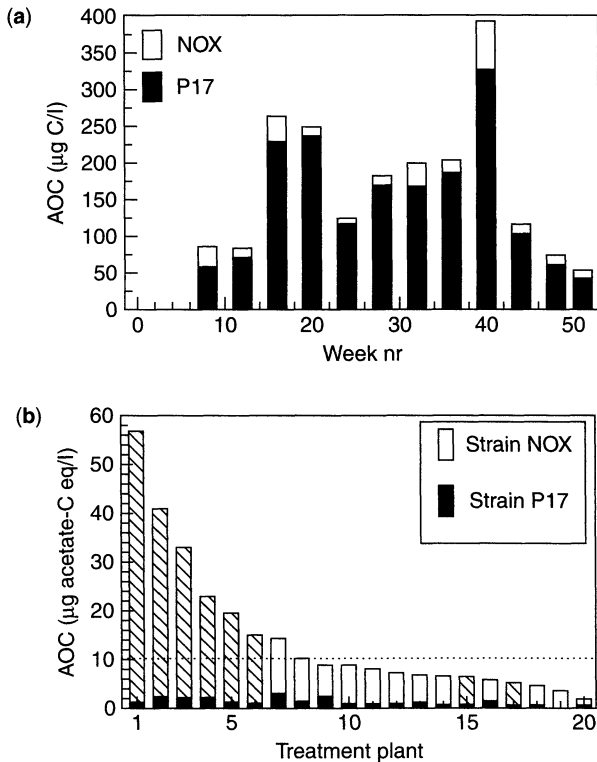 (a)
400
350
300
250
200
150
100
50
0
AOC (µg C/l)
NOX
P17
0 10 20 30 40 50
Week nr
(b)
60
50
40
30
20
10
0
AOC (µg acetate-C eq/l)
Strain NOX
Strain P17
1 5 10 15 20
Treatment plant